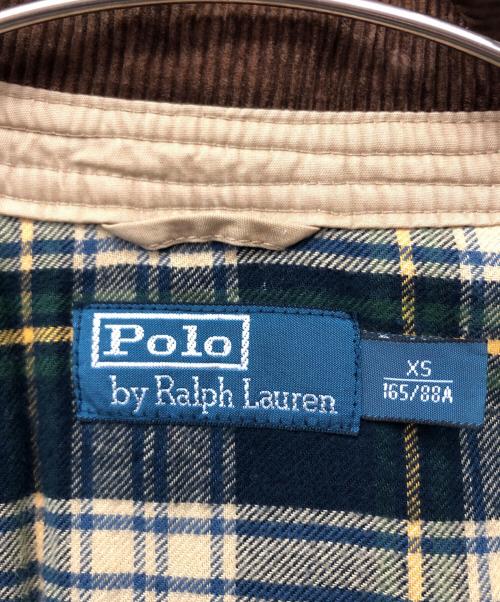 Polo
by Ralph Lauren
XS
165/88A